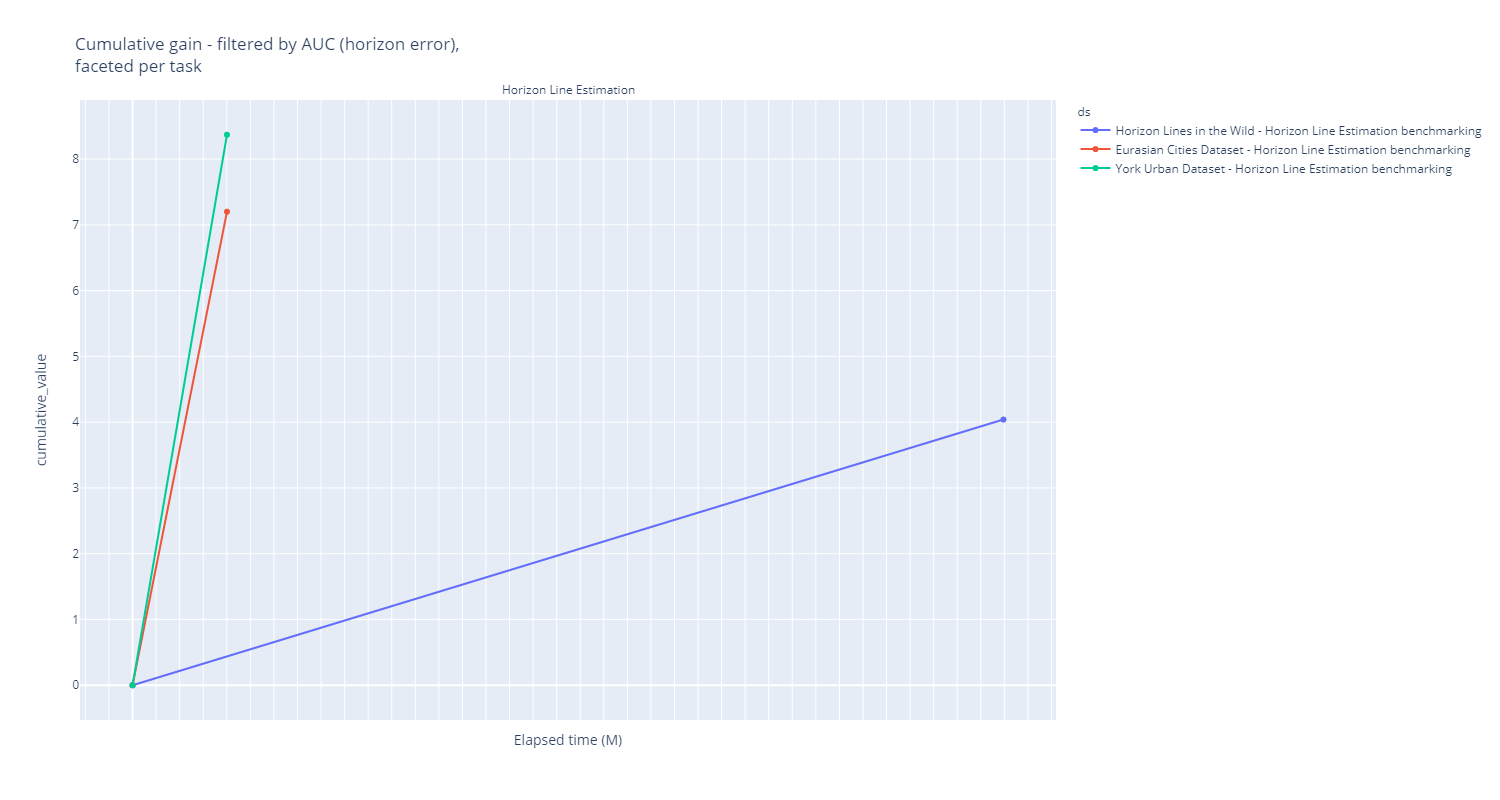 Cumulative gain - filtered by AUC (horizon error),
faceted per task
Horizon Line Estimation
ds
Horizon Lines in the Wild - Horizon Line Estimation benchmarking
Eurasian Cities Dataset - Horizon Line Estimation benchmarking
York Urban Dataset - Horizon Line Estimation benchmarking
8
7
6
5
4
3
2
1
0
cumulative_value
Elapsed time (M)